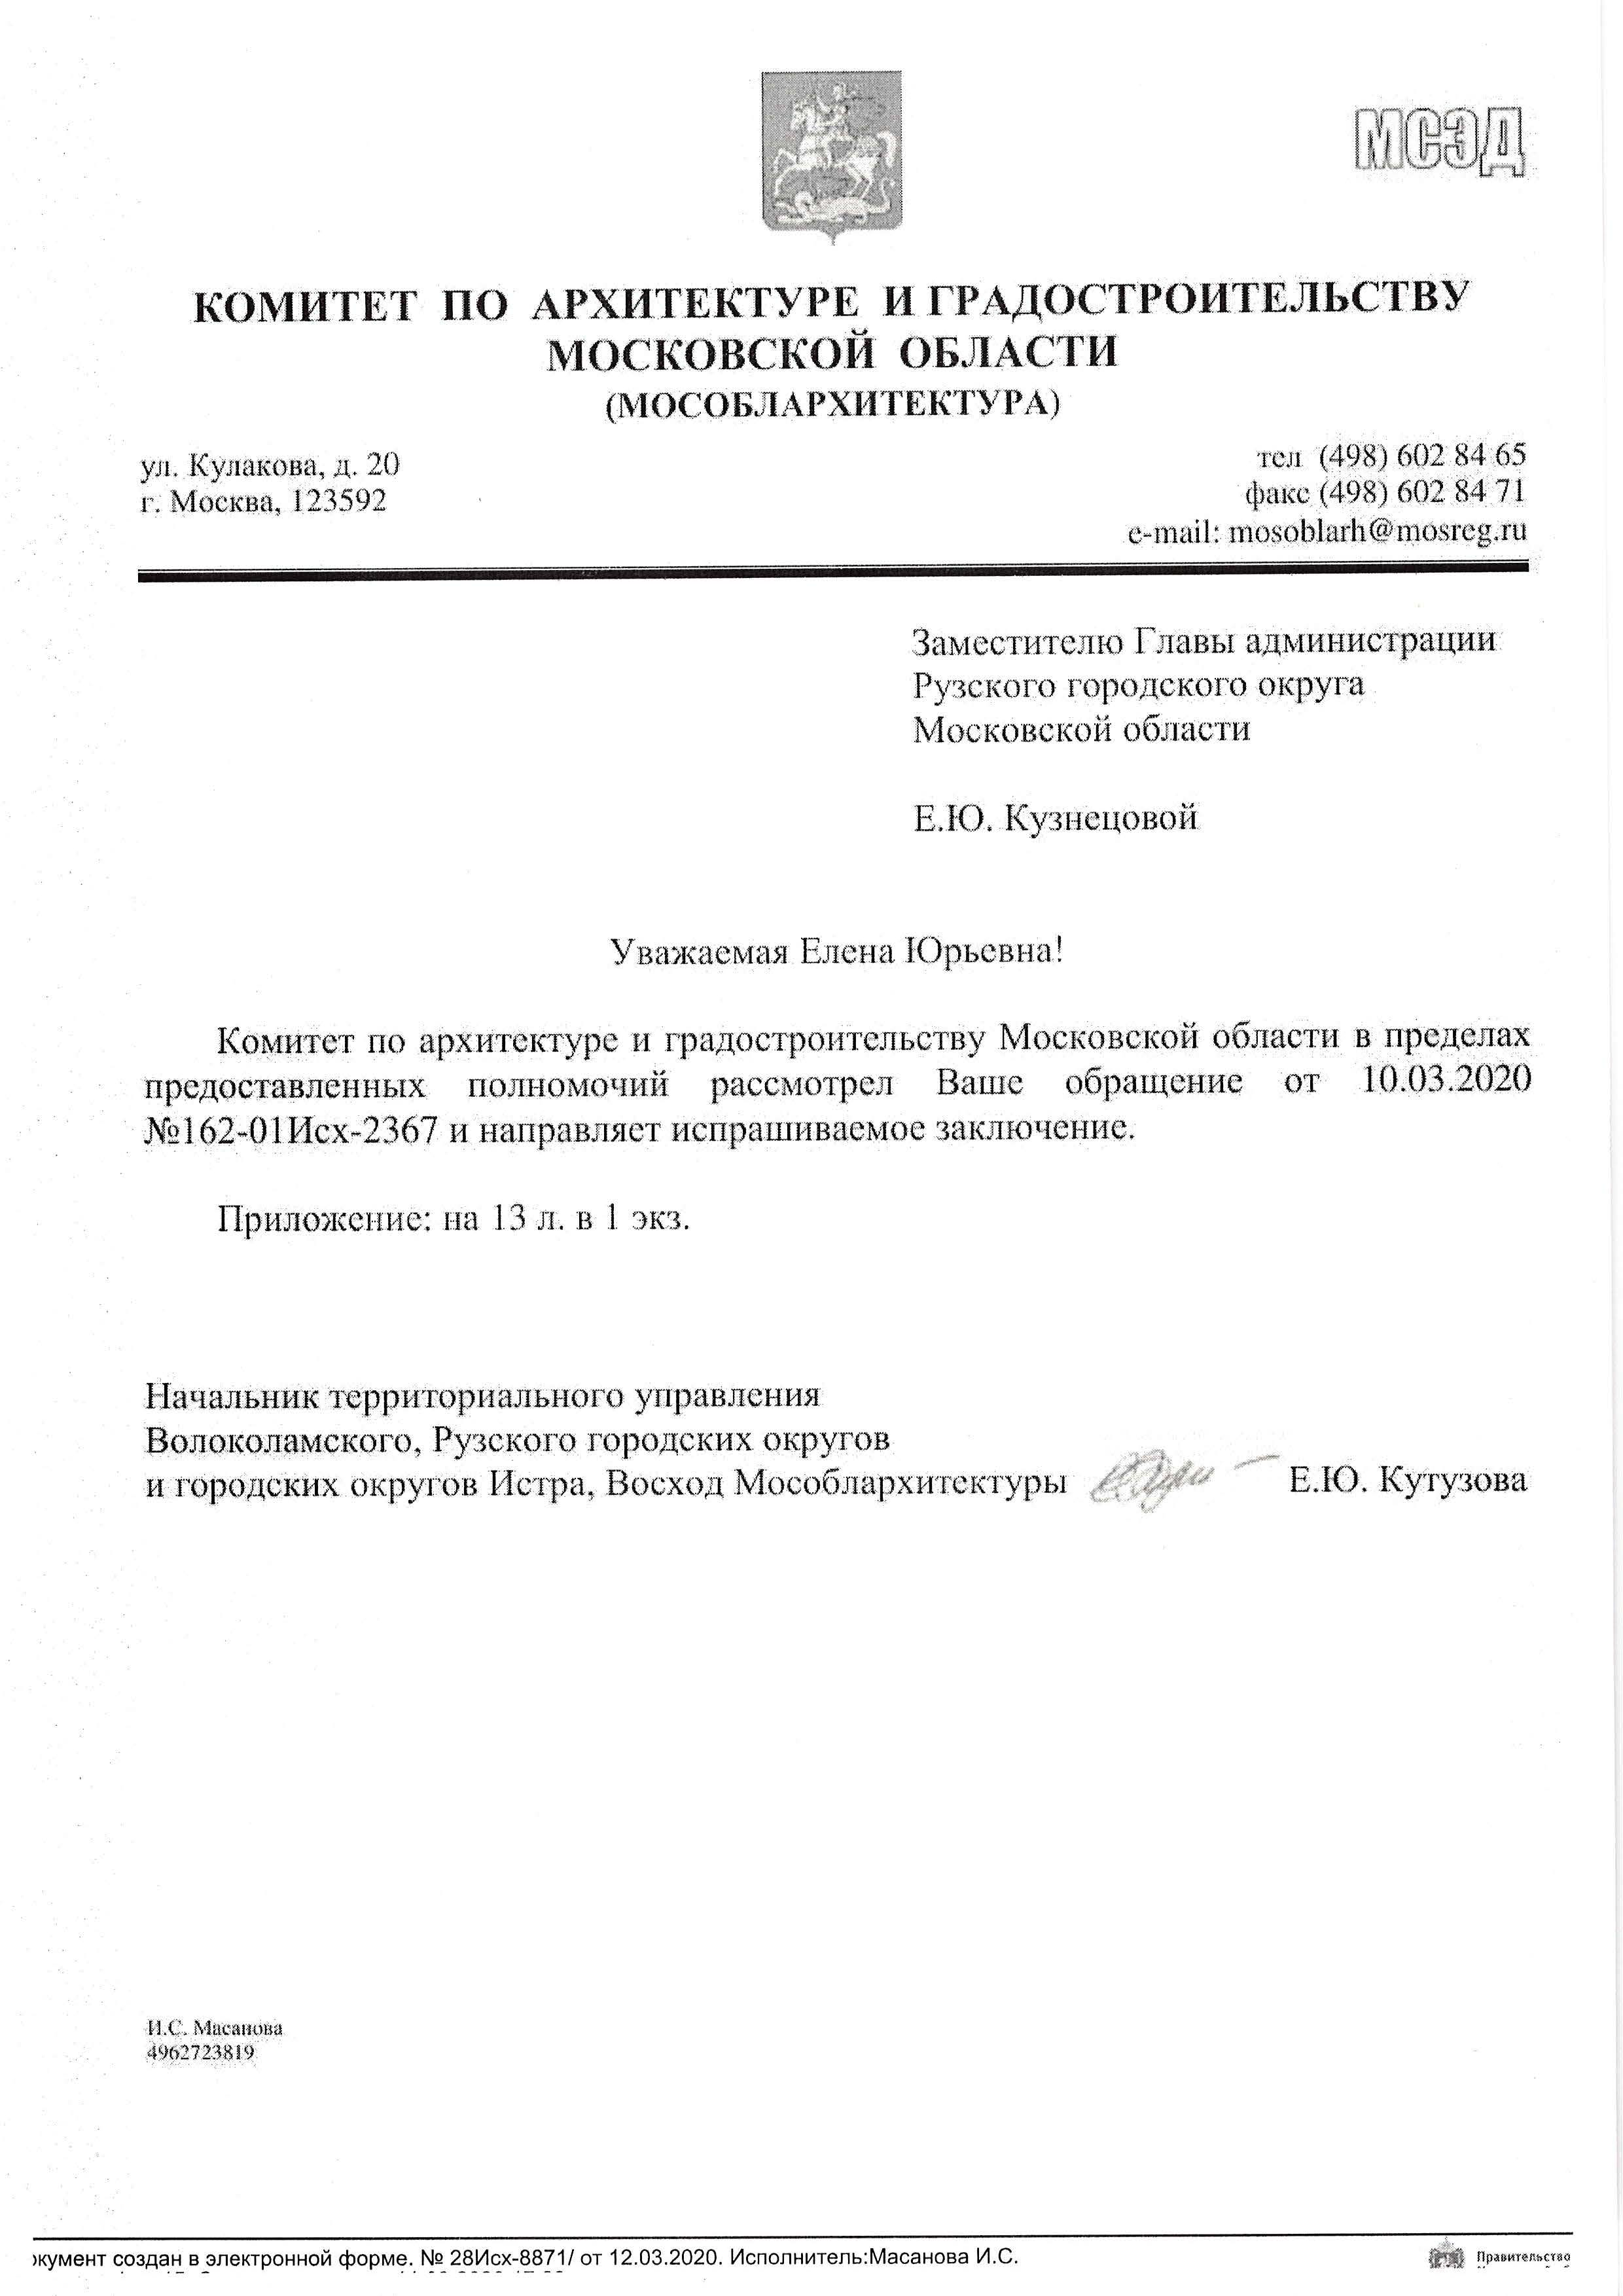 МСЭД
КОМИТЕТ ПО АРХИТЕКТУРЕ И ГРАДОСТРОИТЕЛЬСТВУ
МОСКОВСКОЙ ОБЛАСТИ
(МОСОБЛАРХИТЕКТУРА)
ул. Кулакова, д. 20
г. Москва, 123592
тел (498) 602 84 65
факс (498) 602 84 71
e-mail: mosoblarh@mosreg.ru
Заместителю Главы администрации
Рузского городского округа
Московской области
Е.Ю. Кузнецовой
Уважаемая Елена Юрьевна!
Комитет по архитектуре и градостроительству Московской области в пределах
предоставленных полномочий рассмотрел Ваше обращение от 10.03.2020
№162-01Исх-2367 и направляет испрашиваемое заключение.
Приложение: на 13 л. в 1 экз.
Начальник территориального управления
Волоколамского, Рузского городских округов
и городских округов Истра, Восход Мособлархитектуры Е.Ю. Кутузова
И.С. Масанова
4962723819
окумент создан в электронной форме. № 28Исх-8871/ от 12.03.2020. Исполнитель:Масанова И.С.
Правительство